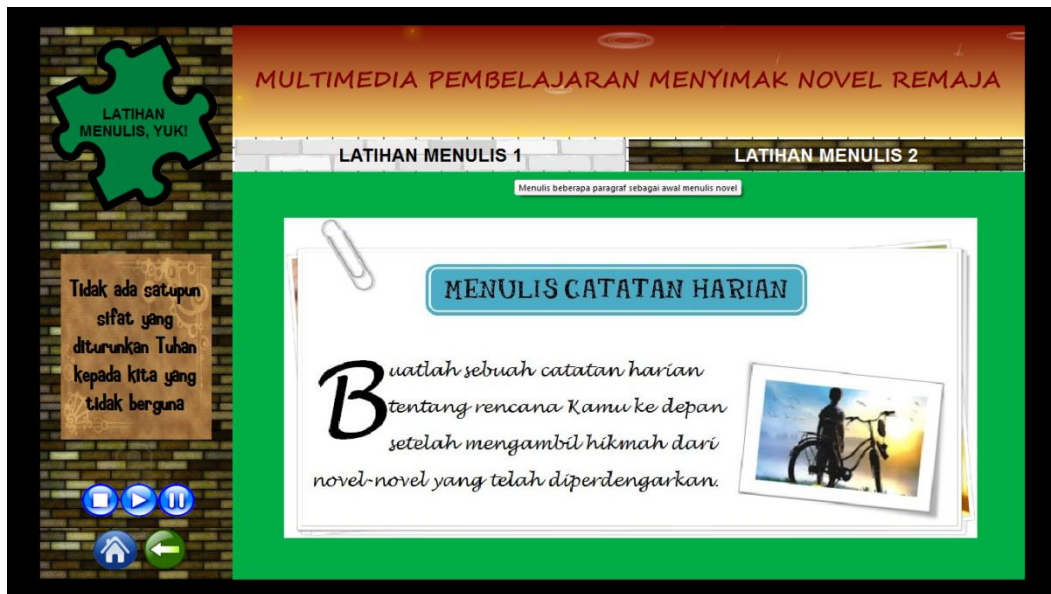 LATIHAN
MENULIS, YUK!
MULTIMEDIA PEMBELAJARAN MENYIMAK NOVEL REMAJA
LATIHAN MENULIS 1
LATIHAN MENULIS 2
Menulis beberapa paragraf sebagai awal menulis novel
Tidak ada satupun
sifat yang
diturunkan Tuhan
kepada kita yang
tidak berguna
MENULIS CATATAN HARIAN
Buatlah sebuah catatan harian
tentang rencana Kamu ke depan
setelah mengambil hikmah dari
novel-novel yang telah diperdengarkan.